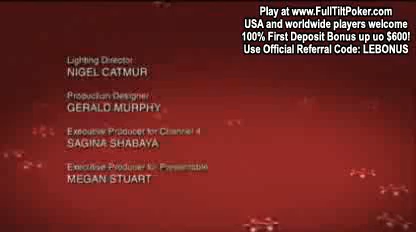 Play at www.FullTiltPoker.com
USA and worldwide players welcome
100% First Deposit Bonus up uo $600!
Use Official Referral Code: LEBONUS
Lighting Director
NIGEL CATMUR
Production Designer
GERALD MURPHY
Executive Producer for Channel 4
SAGINA SHABAYA
Executive Producer for Presentable
MEGAN STUART